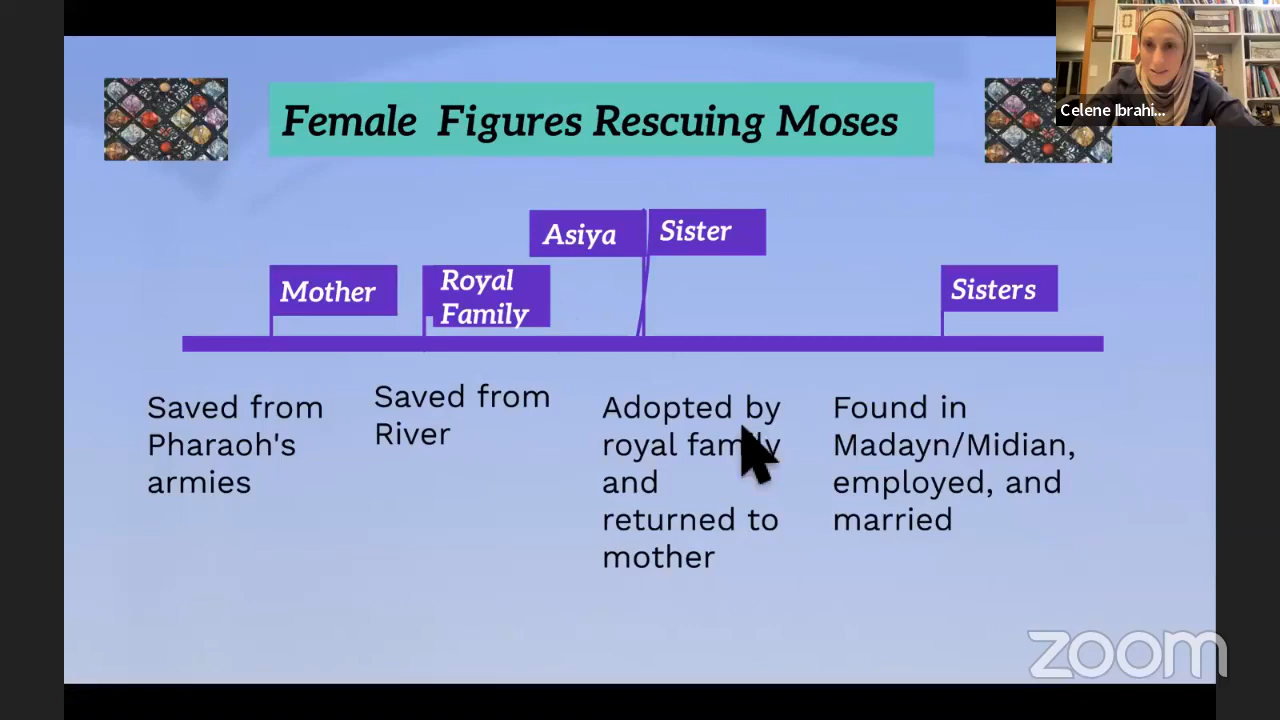 Celene Ibrahi...
Female Figures Rescuing Moses
Asiya
Sister
Mother
Royal
Family
Sisters
Saved from
Pharaoh's
armies
Saved from
River
Adopted by
royal family
and
returned to
mother
Found in
Madayn/Midian,
employed, and
married
zoom